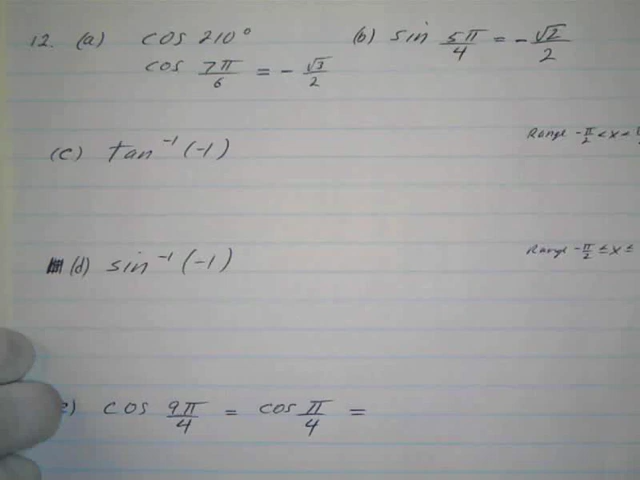 12. (a) cos 210° (b) sin 5π/4 = - √2/2
cos 7π/6 = - √3/2
(c) tan⁻¹(-1) Range -π/2 < x <
(d) sin⁻¹(-1) Range -π/2 ≤ x ≤
e) cos 9π/4 = cos π/4 =